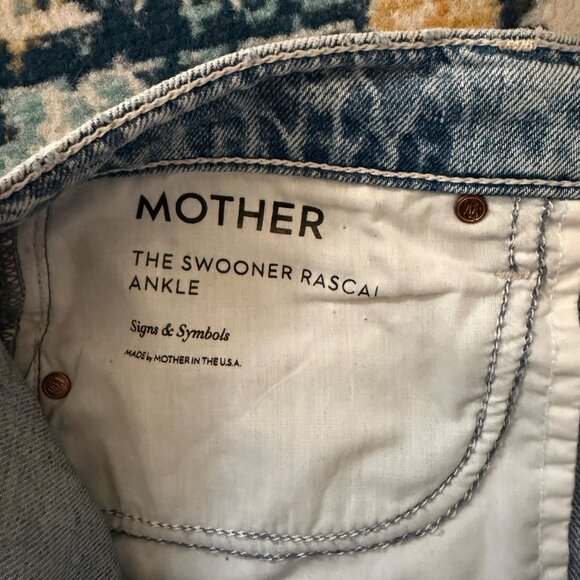 MOTHER
THE SWOONER RASCAL
ANKLE
Signs & Symbols
MADE by MOTHER IN THE U.S.A.